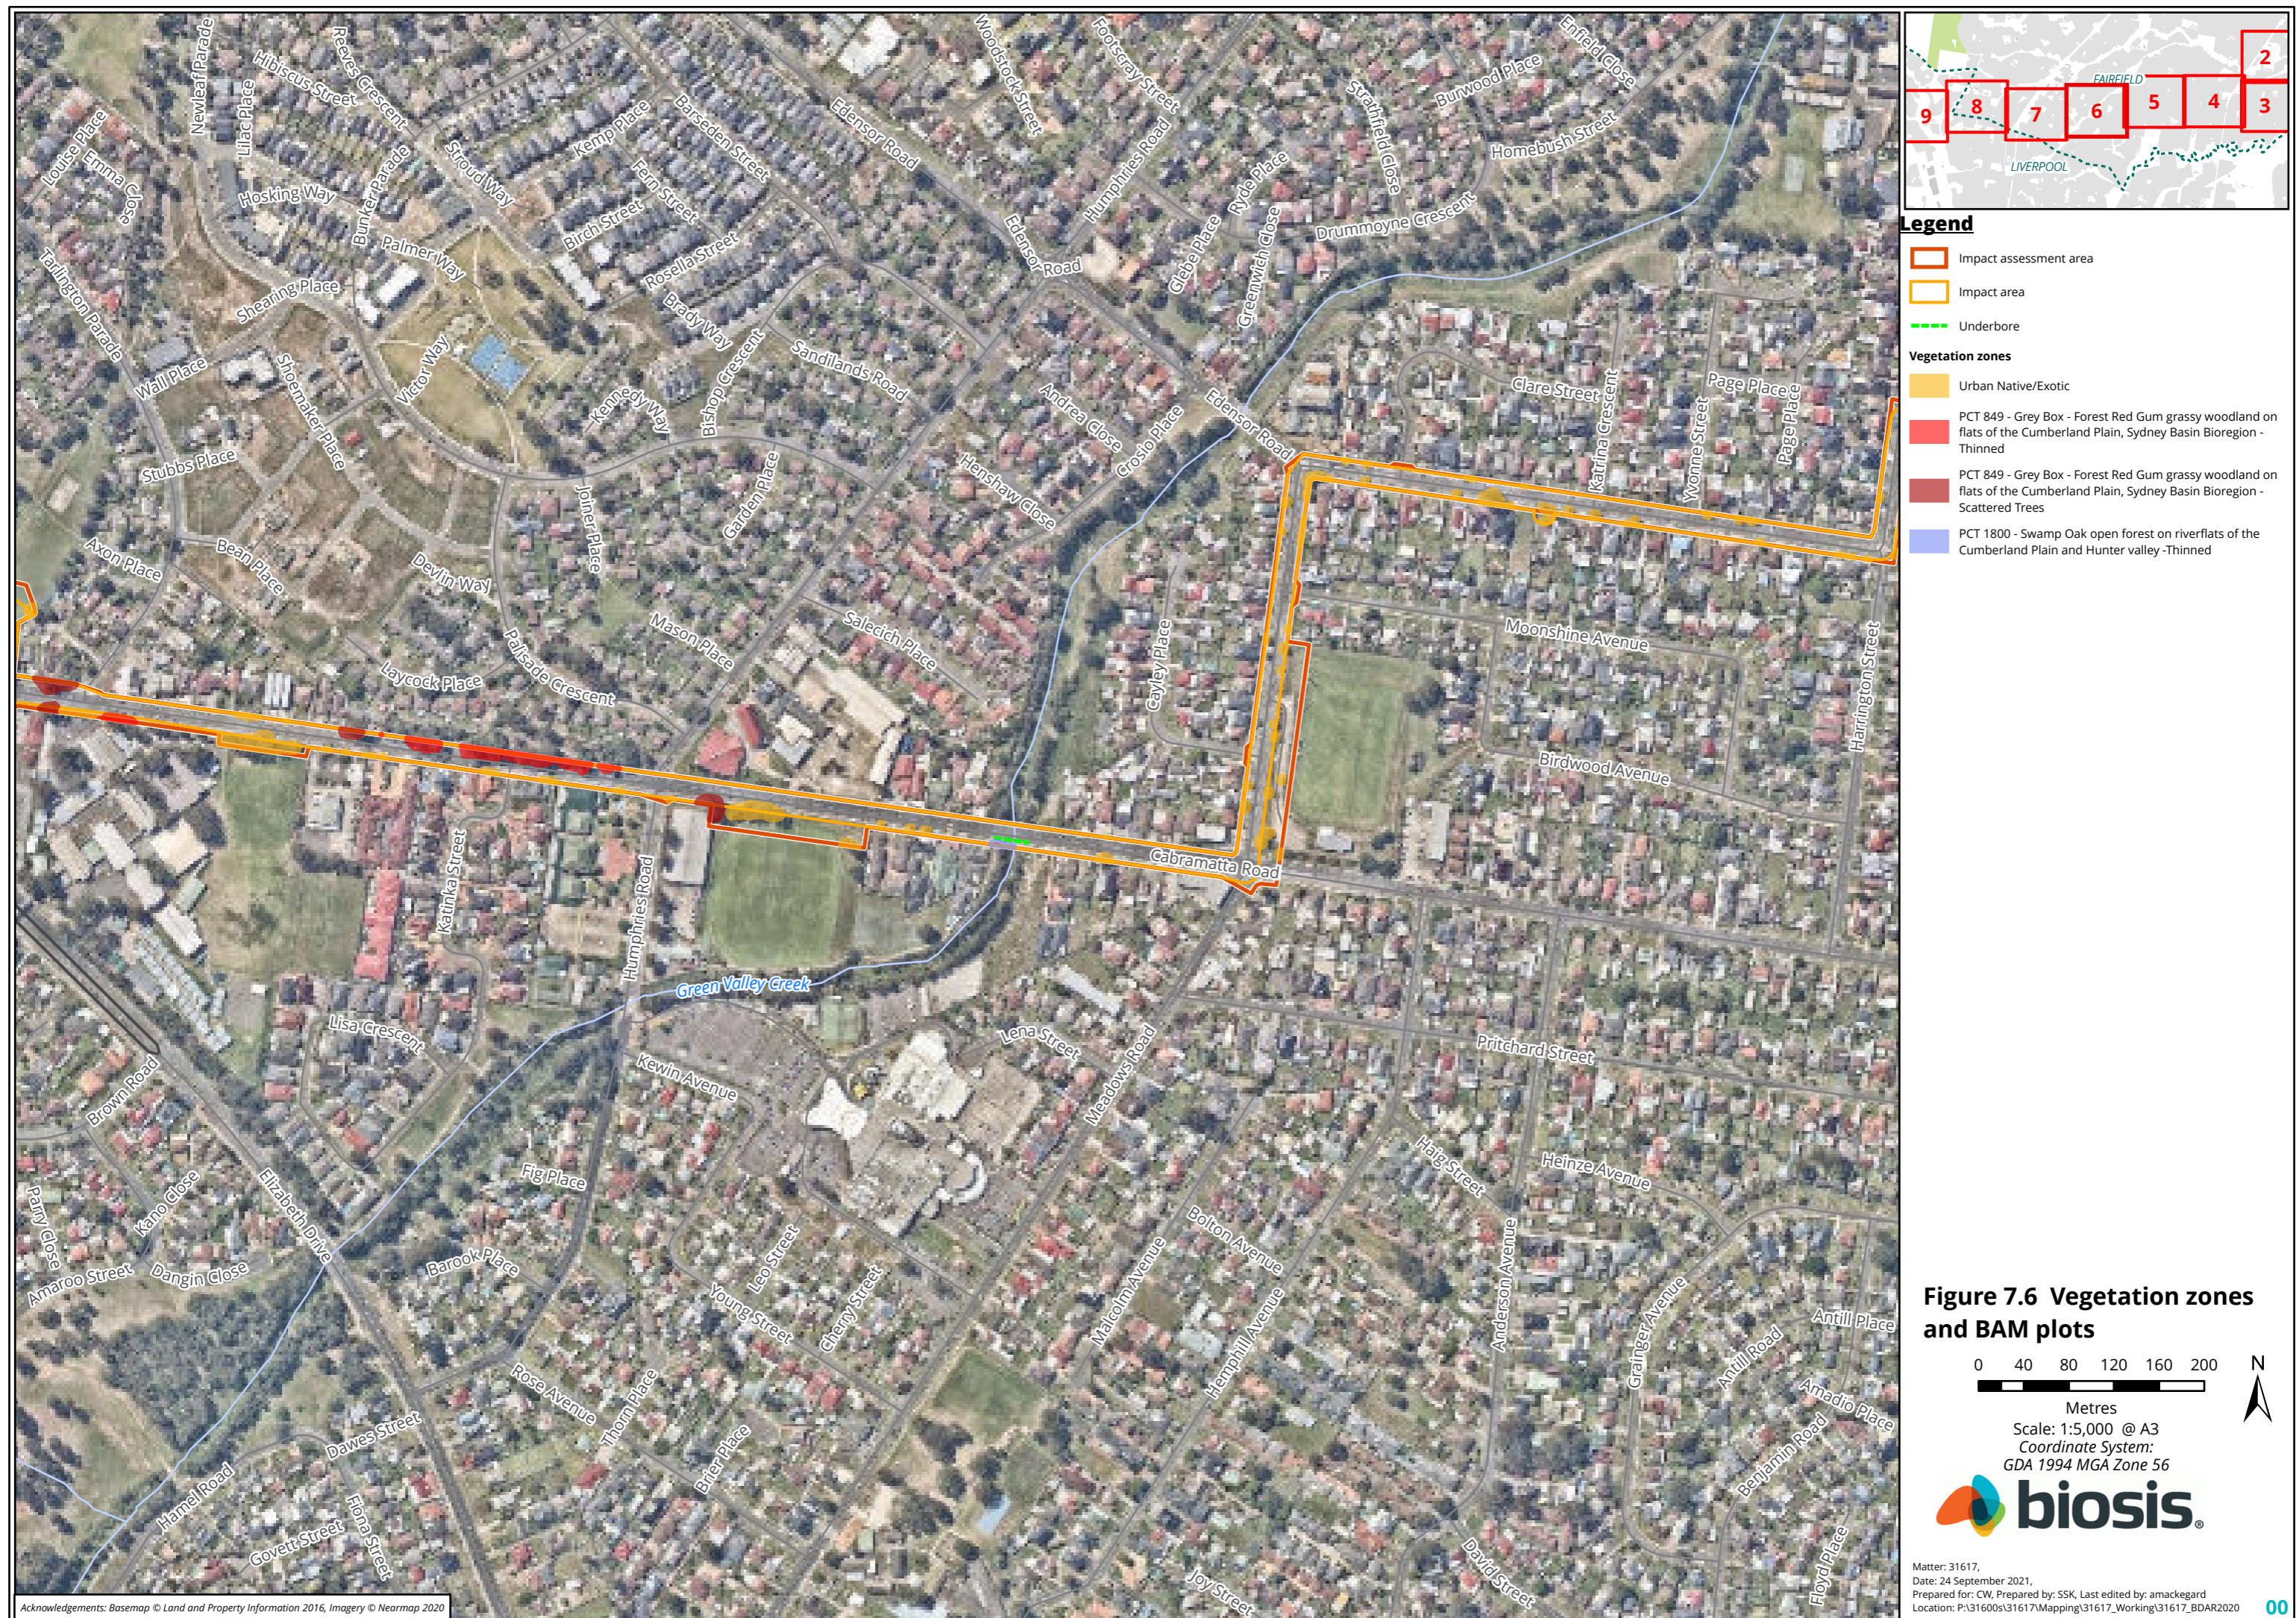 Newleaf Parade
Hibiscus Street
Reeves Crescent
Lilac Place
Louise Place
Emma Cl
Jose
Hosking Way
Bunker Parade
Stroud Way
Kemp Place
Barseden Street
Fern Street
Birch Street
Rosella Street
Palmer Way
Edensor Road
Woodstock Street
Footscray Street
Humphries Road
Edensor Road
Ryde Place
Glebe Place
Greenwich Close
Strathfield Close
Burwood Place
Enfield Close
Homebush Street
Drummoyne Crescent
Tarlington Parade
Shearing Place
Wall Place
Shoemaker Place
Victor Way
Brady Way
Kennedy Way
Bishop Crescent
Sandilands Road
Andrea Close
Croslo Place
Henshaw Close
Edensor Road
Clare Street
Katrina Crescent
Page Place
Page Place
Yvonne Street
Stubbs Place
Joiner Place
Garden Place
Axon Place
Bean Place
Devlin Way
Laycock Place
Palisade Crescent
Mason Place
Salecich Place
Cayley Place
Moonshine Avenue
Birdwood Avenue
Harrington Street
Cabramatta Road
Katinka Street
Humphries Road
Green Valley Creek
Lisa Crescent
Brown Road
Kewin Avenue
Lena Street
Meadows Road
Pritchard Street
Parry Close
Kano Close
Elizabeth Drive
Amaroo Street
Dangin Close
Fig Place
Barook Place
Leo Street
Young Street
Cherry Street
Bolton Avenue
Malcolm Avenue
Hemphill Avenue
Haig Street
Heinze Avenue
Anderson Avenue
Grainger Avenue
Antill Place
Antill Road
Amadio Place
Benjamin Road
Floyd Place
David Street
Joy Street
Rose Avenue
Thorn Place
Brier Place
Dawes Street
Hamel Road
Fiona Street
Govett Street
Acknowledgements: Basemap © Land and Property Information 2016, Imagery © Nearmap 2020
FAIRFIELD
LIVERPOOL
2
3
4
5
6
7
8
9
Legend
Impact assessment area
Impact area
Underbore
Vegetation zones
Urban Native/Exotic
PCT 849 - Grey Box - Forest Red Gum grassy woodland on
flats of the Cumberland Plain, Sydney Basin Bioregion -
Thinned
PCT 849 - Grey Box - Forest Red Gum grassy woodland on
flats of the Cumberland Plain, Sydney Basin Bioregion -
Scattered Trees
PCT 1800 - Swamp Oak open forest on riverflats of the
Cumberland Plain and Hunter valley -Thinned
Figure 7.6 Vegetation zones
and BAM plots
0 40 80 120 160 200
N
Metres
Scale: 1:5,000 @ A3
Coordinate System:
GDA 1994 MGA Zone 56
biosis®
Matter: 31617,
Date: 24 September 2021,
Prepared for: CW, Prepared by: SSK, Last edited by: amackegard
Location: P:\31600s\31617\Mapping\31617_Working\31617_BDAR2020
00